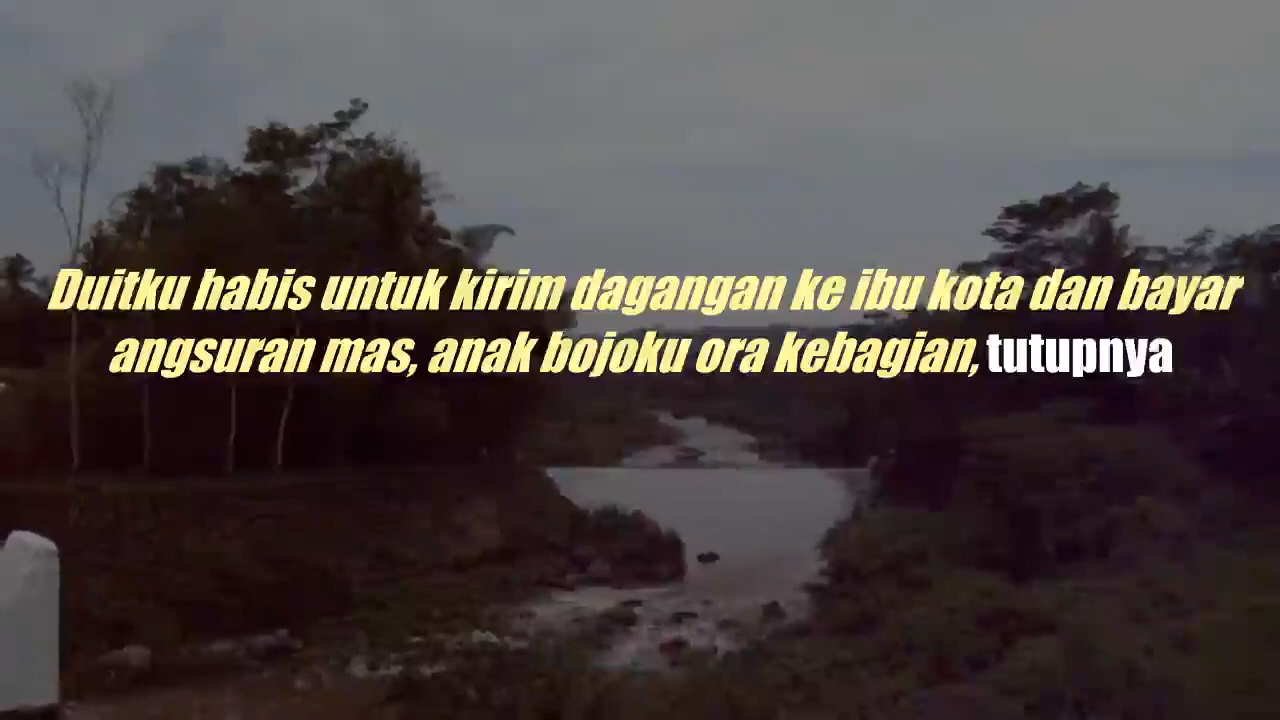 Duitku habis untuk kirim dagangan ke ibu kota dan bayar
angsuran mas, anak bojoku ora kebagian, tutupnya